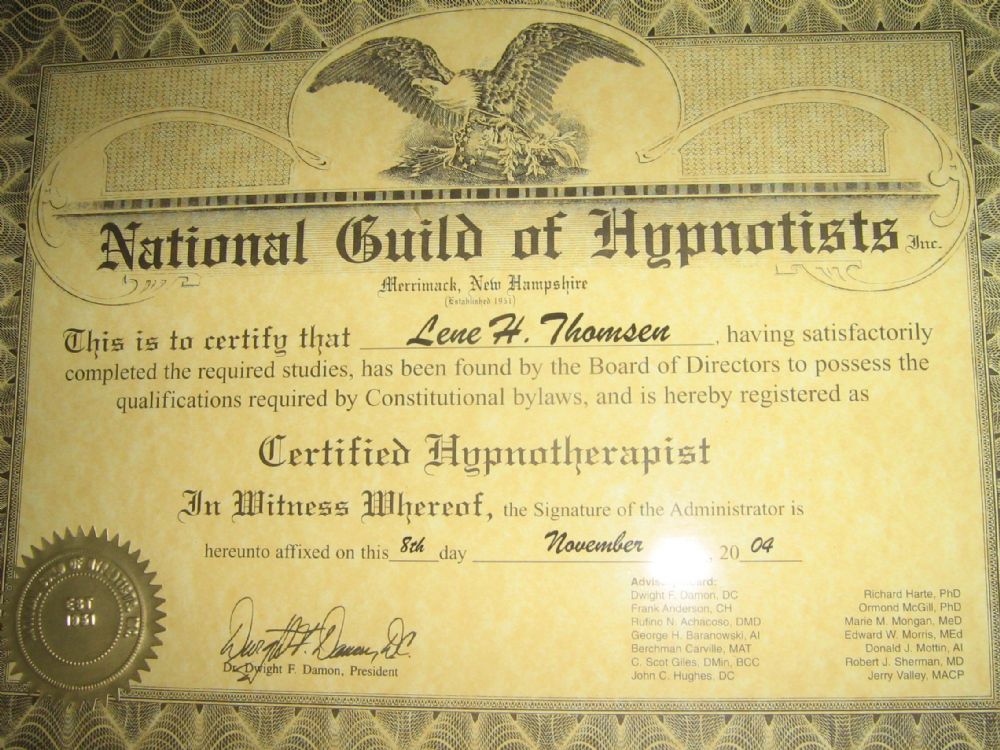 National Guild of Hypnotists Inc.
Merrimack, New Hampshire
(Established 1951)
This is to certify that Lene H. Thomsen, having satisfactorily
completed the required studies, has been found by the Board of Directors to possess the
qualifications required by Constitutional bylaws, and is hereby registered as
Certified Hypnotherapist
In Witness Whereof, the Signature of the Administrator is
hereunto affixed on this 8th day November, 20 04
EST
1951
Dwight F. Damon, DC.
Dr. Dwight F. Damon, President
Dwight F. Damon, DC
Frank Anderson, CH
Rufino N. Achacoso, DMD
George H. Baranowski, AI
Berchman Carville, MAT
C. Scot Giles, DMin, BCC
John C. Hughes, DC
Richard Harte, PhD
Ormond McGill, PhD
Marie M. Mongan, MeD
Edward W. Morris, MEd
Donald J. Mottin, AI
Robert J. Sherman, MD
Jerry Valley, MACP